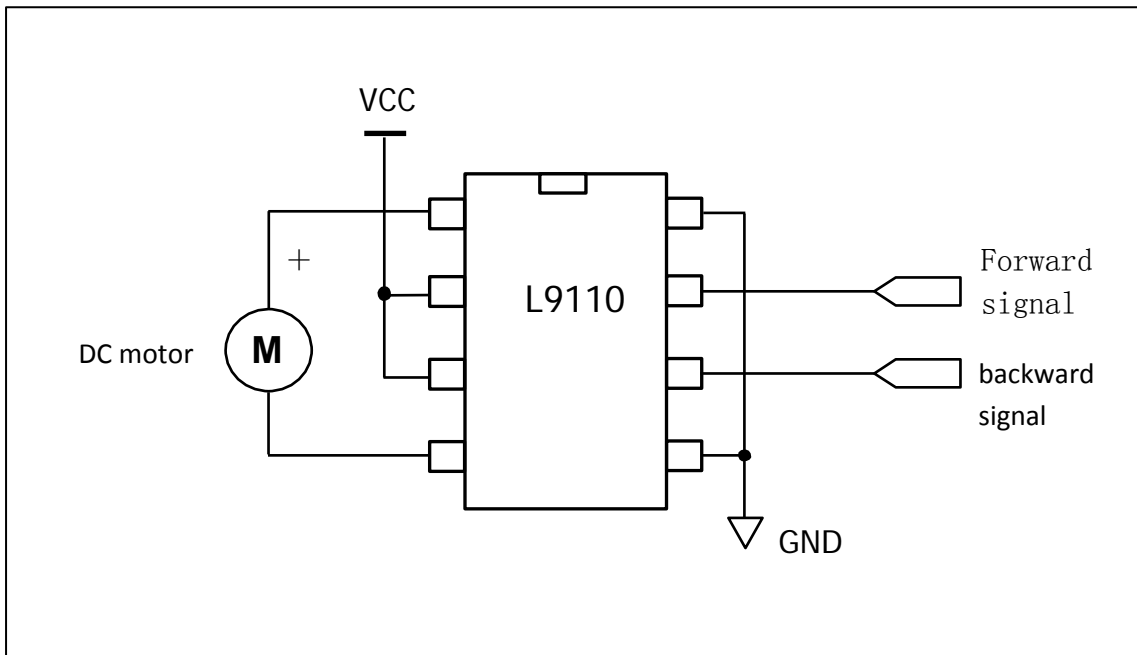 VCC
+
L9110
Forward
signal
DC motor
M
backward
signal
GND